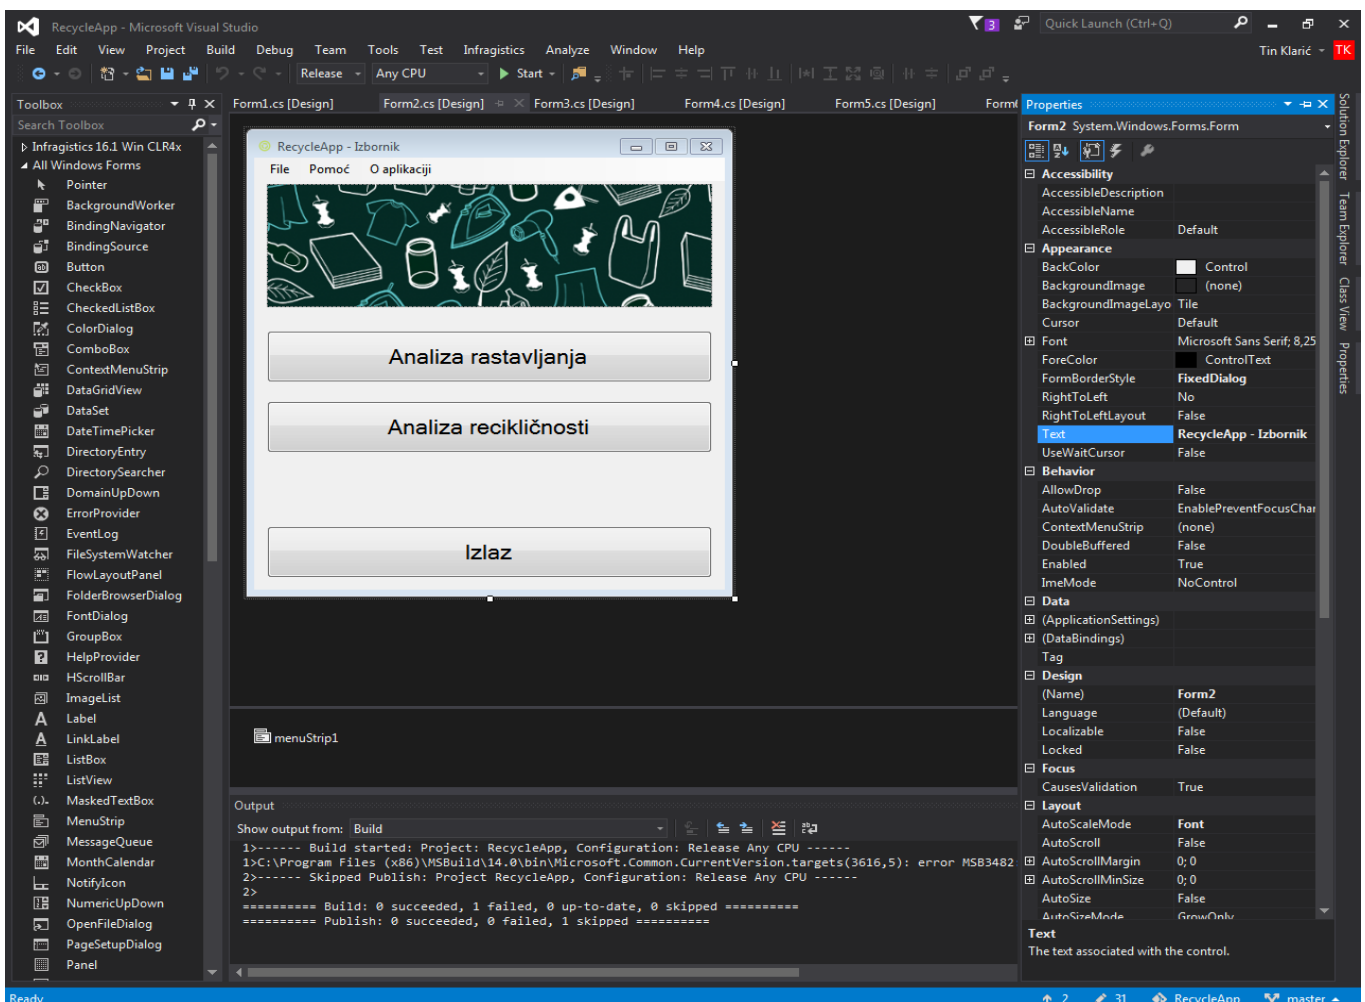 RecycleApp - Microsoft Visual Studio
3
Quick Launch (Ctrl+Q)
File Edit View Project Build Debug Team Tools Test Infragistics Analyze Window Help
Tin Klarić
TK
Release
Any CPU
Start
Toolbox
Search Toolbox
Infragistics 16.1 Win CLR4x
All Windows Forms
Pointer
BackgroundWorker
BindingNavigator
BindingSource
Button
CheckBox
CheckedListBox
ColorDialog
ComboBox
ContextMenuStrip
DataGridView
DataSet
DateTimePicker
DirectoryEntry
DirectorySearcher
DomainUpDown
ErrorProvider
EventLog
FileSystemWatcher
FlowLayoutPanel
FolderBrowserDialog
FontDialog
GroupBox
HelpProvider
HScrollBar
ImageList
Label
LinkLabel
ListBox
ListView
MaskedTextBox
MenuStrip
MessageQueue
MonthCalendar
NotifyIcon
NumericUpDown
OpenFileDialog
PageSetupDialog
Panel
Form1.cs [Design] Form2.cs [Design] Form3.cs [Design] Form4.cs [Design] Form5.cs [Design]
RecycleApp - Izbornik
File Pomoć O aplikaciji
Analiza rastavljanja
Analiza recikličnosti
Izlaz
menuStrip1
Output
Show output from: Build
1>------ Build started: Project: RecycleApp, Configuration: Release Any CPU ------
1>C:\Program Files (x86)\MSBuild\14.0\bin\Microsoft.Common.CurrentVersion.targets(3616,5): error MSB3482
2>------ Skipped Publish: Project RecycleApp, Configuration: Release Any CPU ------
2>
========== Build: 0 succeeded, 1 failed, 0 up-to-date, 0 skipped ==========
========== Publish: 0 succeeded, 0 failed, 1 skipped ==========
Properties
Form2 System.Windows.Forms.Form
Accessibility
AccessibleDescription
AccessibleName
AccessibleRole Default
Appearance
BackColor Control
BackgroundImage (none)
BackgroundImageLayo Tile
Cursor Default
Font Microsoft Sans Serif; 8,25
ForeColor ControlText
FormBorderStyle FixedDialog
RightToLeft No
RightToLeftLayout False
Text RecycleApp - Izbornik
UseWaitCursor False
Behavior
AllowDrop False
AutoValidate EnablePreventFocusChan
ContextMenuStrip (none)
DoubleBuffered False
Enabled True
ImeMode NoControl
Data
(ApplicationSettings)
(DataBindings)
Tag
Design
(Name) Form2
Language (Default)
Localizable False
Locked False
Focus
CausesValidation True
Layout
AutoScaleMode Font
AutoScroll False
AutoScrollMargin 0; 0
AutoScrollMinSize 0; 0
AutoSize False
AutoSizeMode GrowOnly
Text
The text associated with the control.
Solution Explorer
Team Explorer
Class View
Properties
Ready
2 31 RecycleApp master